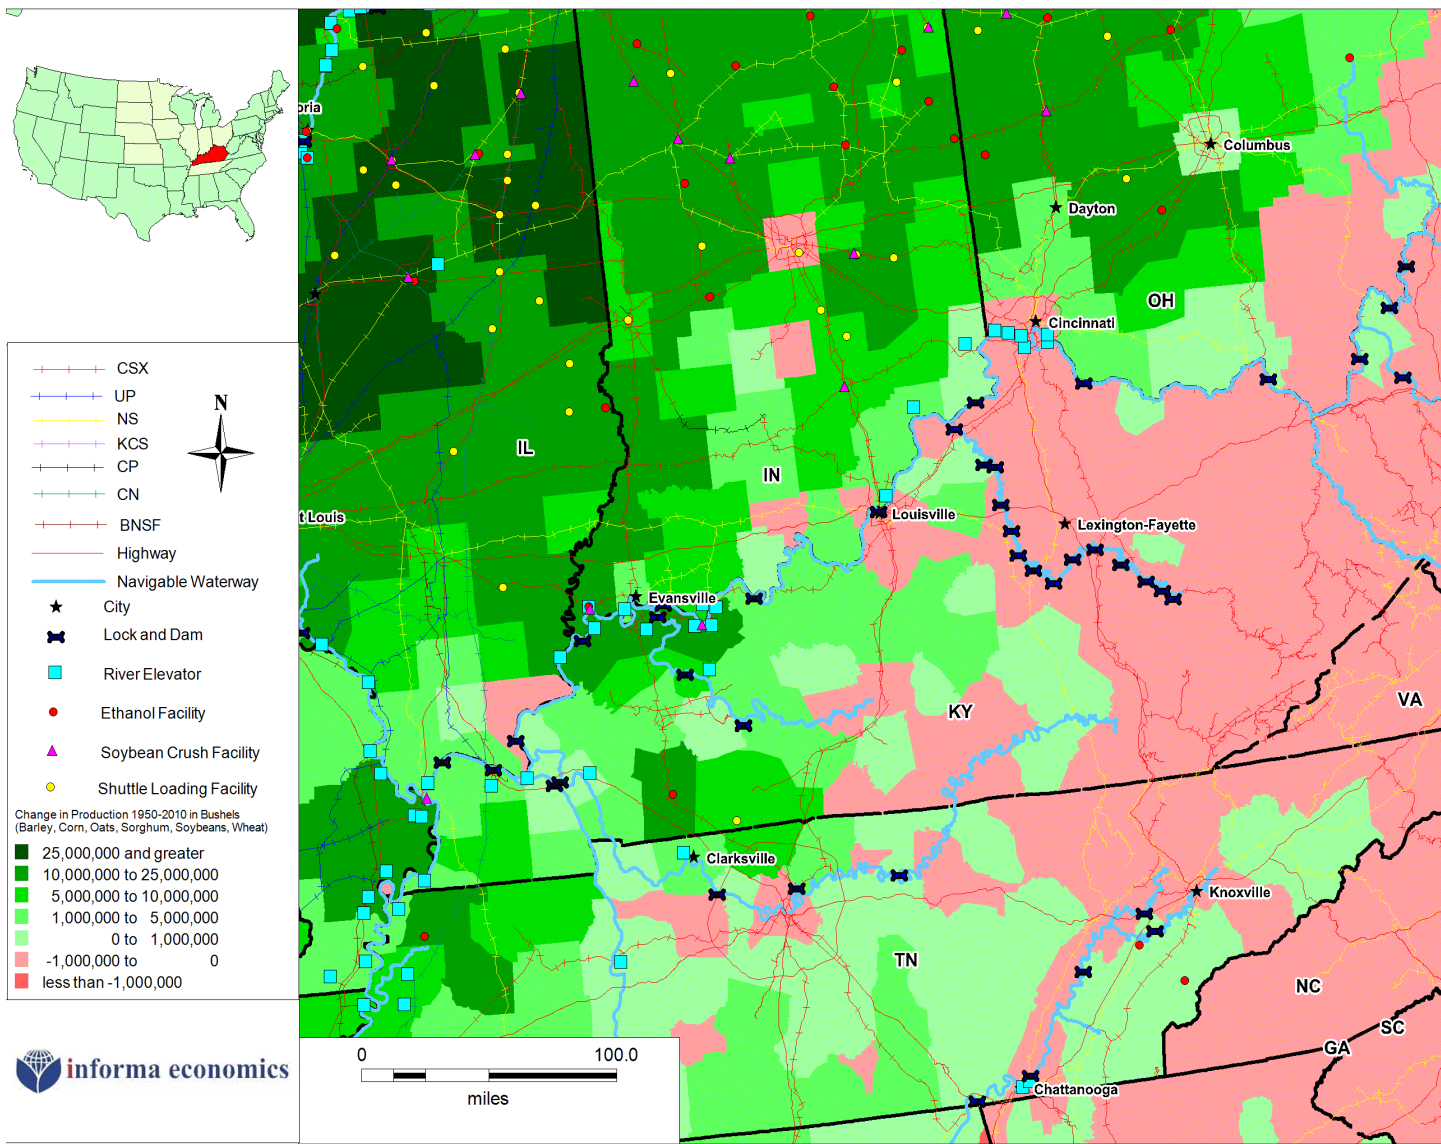 oria
Columbus
Dayton
OH
Cincinnati
N
CSX
UP
NS
KCS
CP
CN
BNSF
Highway
Navigable Waterway
City
Lock and Dam
River Elevator
Ethanol Facility
Soybean Crush Facility
Shuttle Loading Facility
Change in Production 1950-2010 in Bushels
(Barley, Corn, Oats, Sorghum, Soybeans, Wheat)
25,000,000 and greater
10,000,000 to 25,000,000
5,000,000 to 10,000,000
1,000,000 to 5,000,000
0 to 1,000,000
-1,000,000 to 0
less than -1,000,000
IL
IN
t Louis
Louisville
Lexington-Fayette
Evansville
KY
VA
Clarksville
Knoxville
TN
NC
SC
GA
Chattanooga
informa economics
0 100.0
miles